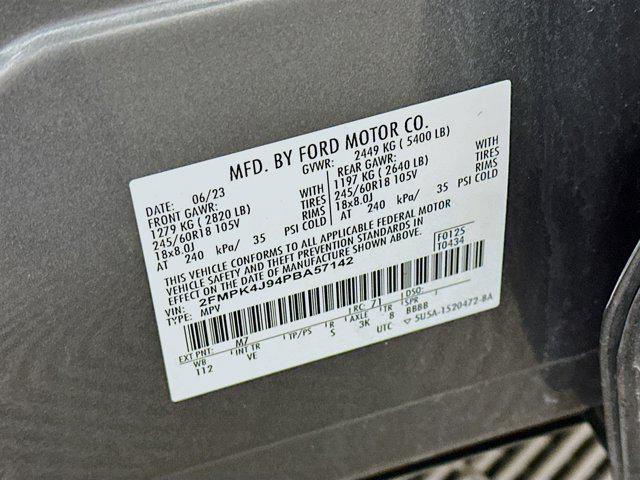 MFD. BY FORD MOTOR CO.
DATE: 06/23 GVWR: 2449 KG ( 5400 LB)
FRONT GAWR: REAR GAWR:
1279 KG ( 2820 LB) WITH 1197 KG ( 2640 LB) WITH
245/60R18 105V TIRES 245/60R18 105V TIRES
18x8.0J RIMS 18x8.0J RIMS
AT 240 kPa/ 35 PSI COLD AT 240 kPa/ 35 PSI COLD
THIS VEHICLE CONFORMS TO ALL APPLICABLE FEDERAL MOTOR
VEHICLE SAFETY AND THEFT PREVENTION STANDARDS IN
EFFECT ON THE DATE OF MANUFACTURE SHOWN ABOVE.
VIN: 2FMPK4J94PBA57142 F0125
TYPE: MPV 10434
EXT PNT: M7 RC: 71 DSO:
WB INT TR TP/PS R AXLE TR SPR
112 VE S 3K 8 BBBB
UTC 5U5A-1520472-BA